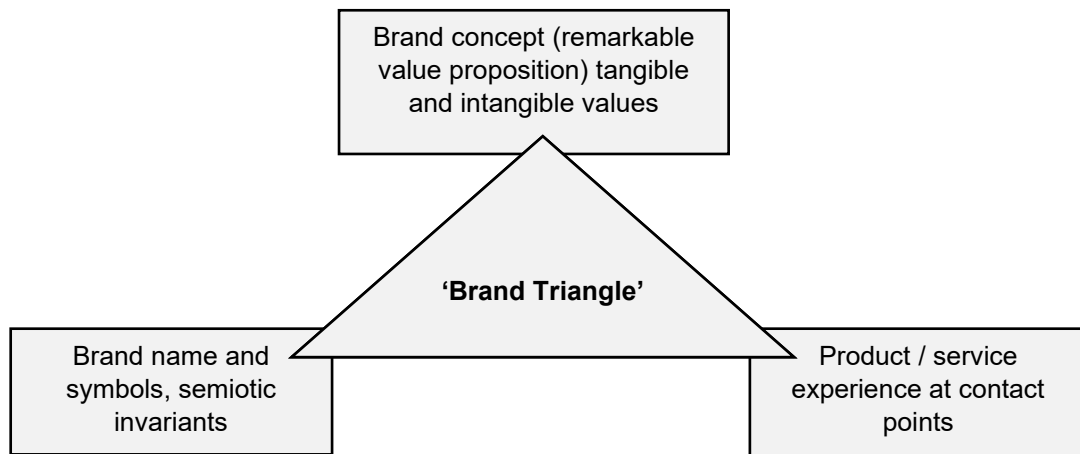 Brand concept (remarkable
value proposition) tangible
and intangible values
‘Brand Triangle’
Brand name and
symbols, semiotic
invariants
Product / service
experience at contact
points